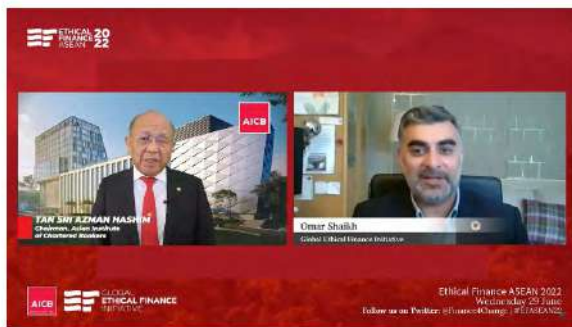 ETHICAL
FINANCE
ASEAN
20
22
AICB
TAN SRI AZMAN HASHIM
Chairman, Asian Institute
of Chartered Bankers
Omar Shaikh
Global Ethical Finance Initiative
AICB
GLOBAL
ETHICAL FINANCE
INITIATIVE
Ethical Finance ASEAN 2022
Wednesday 29 June
Follow us on Twitter: @Finance4Change | #EFASEAN22